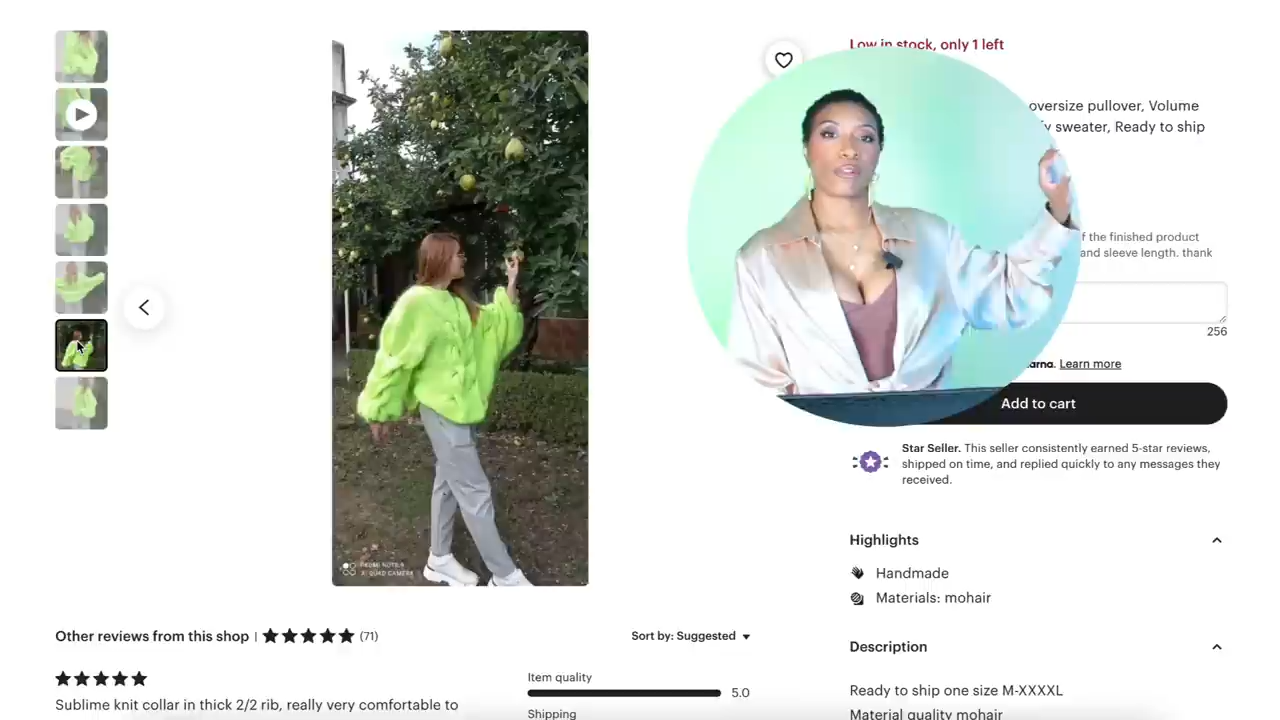 Low in stock, only 1 left
oversize pullover, Volume
sweater, Ready to ship
f the finished product
and sleeve length. thank
256
Learn more
Add to cart
Star Seller. This seller consistently earned 5-star reviews,
shipped on time, and replied quickly to any messages they
received.
Highlights
Handmade
Materials: mohair
Other reviews from this shop | (71)
Sort by: Suggested
Description
Item quality
5.0
Sublime knit collar in thick 2/2 rib, really very comfortable to
Shipping
Ready to ship one size M-XXXXL
Material quality mohair